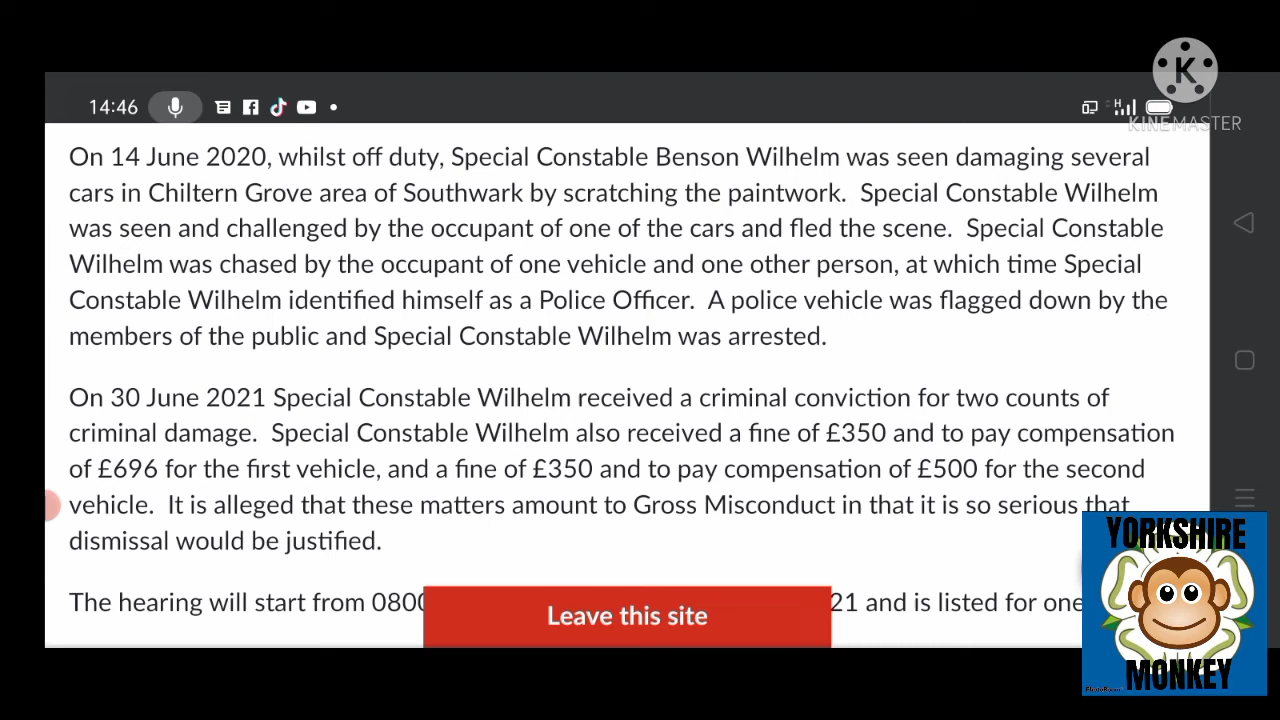 14:46
KINEMASTER
On 14 June 2020, whilst off duty, Special Constable Benson Wilhelm was seen damaging several
cars in Chiltern Grove area of Southwark by scratching the paintwork.  Special Constable Wilhelm
was seen and challenged by the occupant of one of the cars and fled the scene.  Special Constable
Wilhelm was chased by the occupant of one vehicle and one other person, at which time Special
Constable Wilhelm identified himself as a Police Officer.  A police vehicle was flagged down by the
members of the public and Special Constable Wilhelm was arrested.
On 30 June 2021 Special Constable Wilhelm received a criminal conviction for two counts of
criminal damage.  Special Constable Wilhelm also received a fine of £350 and to pay compensation
of £696 for the first vehicle, and a fine of £350 and to pay compensation of £500 for the second
vehicle.  It is alleged that these matters amount to Gross Misconduct in that it is so serious that
dismissal would be justified.
The hearing will start from 0800 21 and is listed for one
Leave this site
YORKSHIRE
MONKEY
PhotoRoom